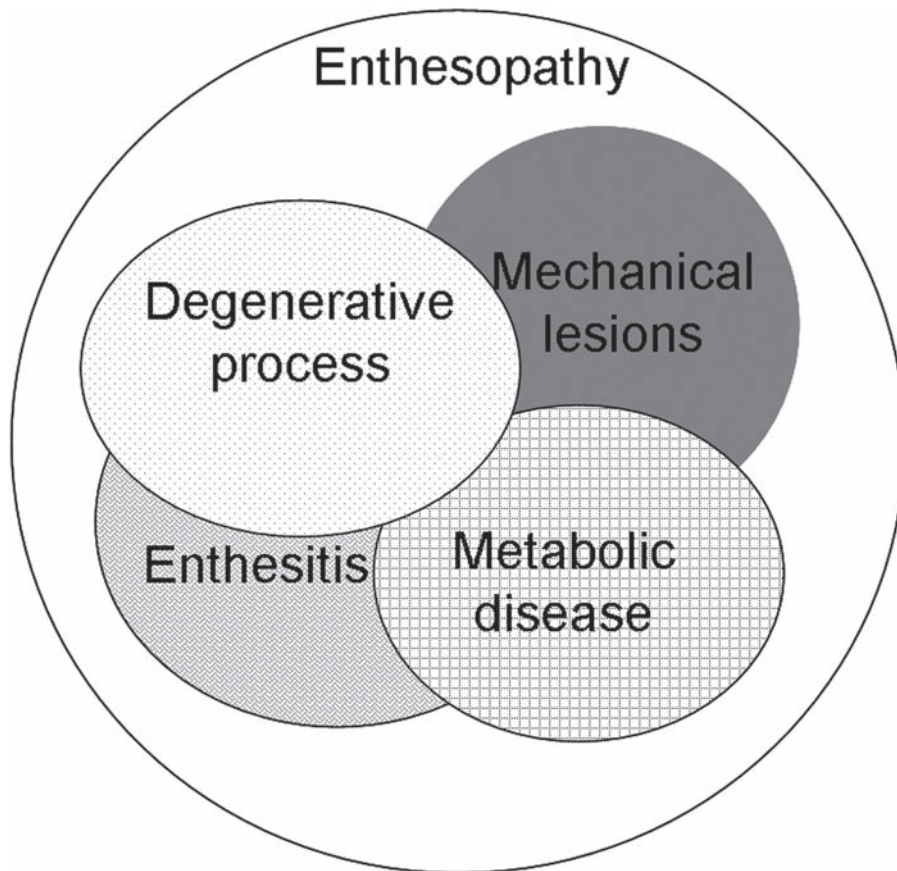 Enthesopathy
Mechanical
lesions
Degenerative
process
Enthesitis
Metabolic
disease